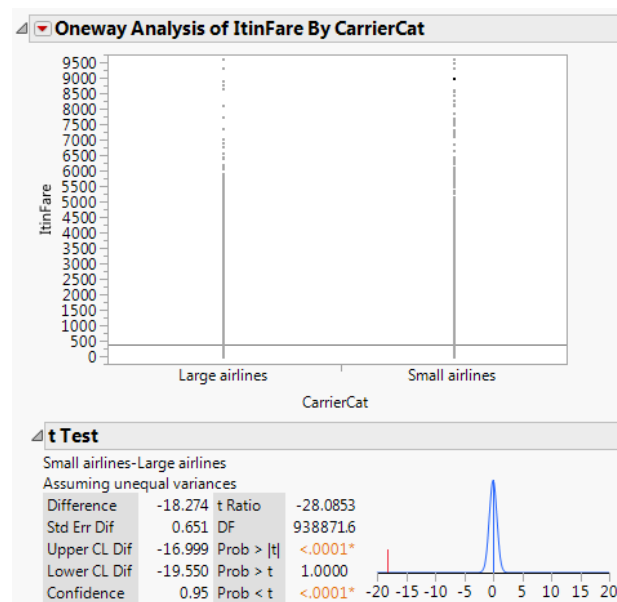 Oneway Analysis of ItinFare By CarrierCat
9500
9000
8500
8000
7500
7000
6500
6000
5500
5000
4500
4000
3500
3000
2500
2000
1500
1000
500
0
ItinFare
Large airlines Small airlines
CarrierCat
t Test
Small airlines-Large airlines
Assuming unequal variances
Difference -18.274 t Ratio -28.0853
Std Err Dif 0.651 DF 938871.6
Upper CL Dif -16.999 Prob > |t| <.0001*
Lower CL Dif -19.550 Prob > t 1.0000
Confidence 0.95 Prob < t <.0001*
-20 -15 -10 -5 0 5 10 15 20